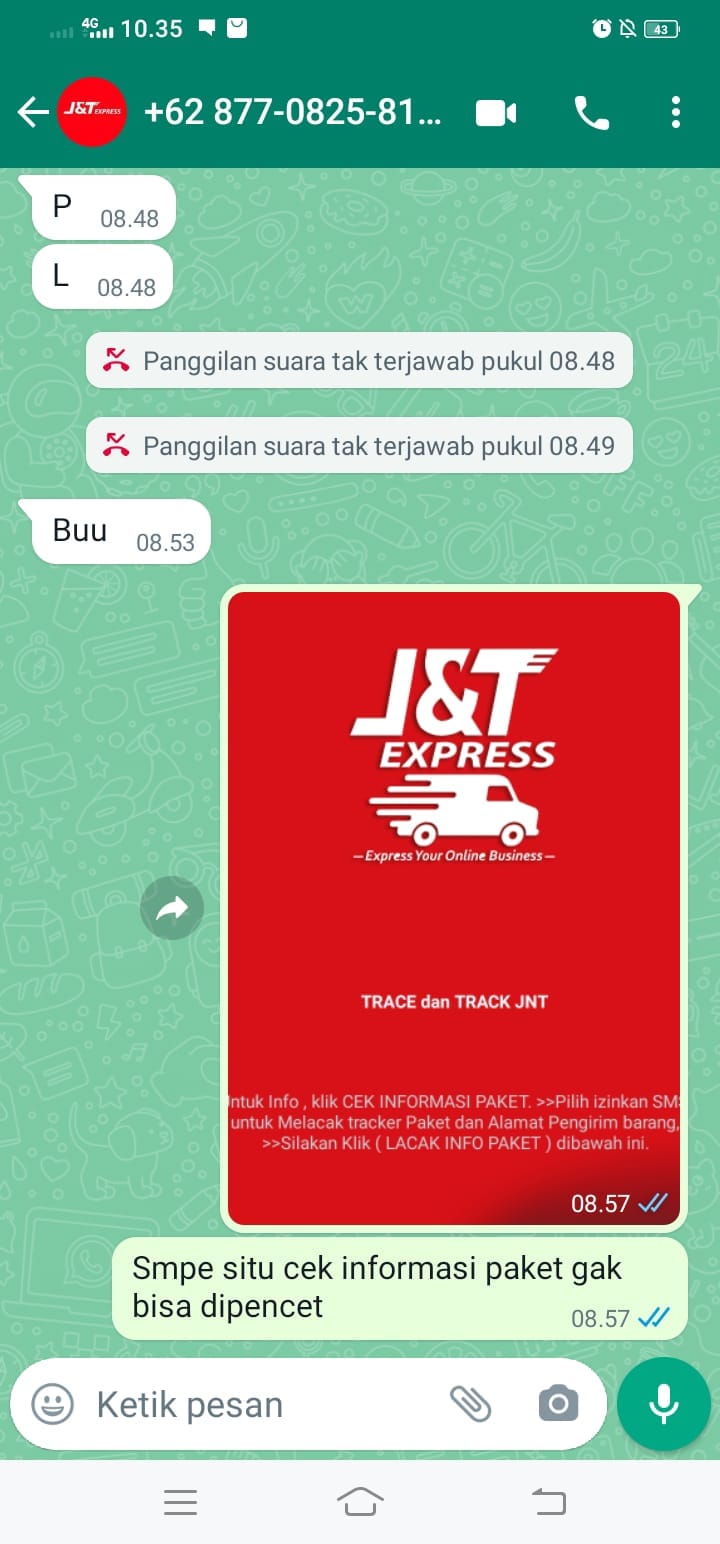 4G 10.35 43
J&T EXPRESS +62 877-0825-81...
P 08.48
L 08.48
Panggilan suara tak terjawab pukul 08.48
Panggilan suara tak terjawab pukul 08.49
Buu 08.53
J&T
EXPRESS
—Express Your Online Business—
TRACE dan TRACK JNT
ntuk Info , klik CEK INFORMASI PAKET. >>Pilih izinkan SM
untuk Melacak tracker Paket dan Alamat Pengirim barang,
>>Silakan Klik ( LACAK INFO PAKET ) dibawah ini.
08.57
Smpe situ cek informasi paket gak
bisa dipencet 08.57
Ketik pesan